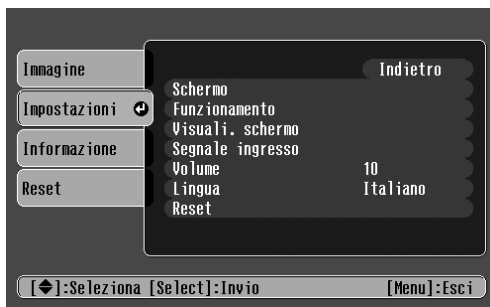 Immagine
Impostazioni
Informazione
Reset
Indietro
Schermo
Funzionamento
Visuali. schermo
Segnale ingresso
Volume 10
Lingua Italiano
Reset
[◆]:Seleziona [Select]:Invio [Menu]:Esci